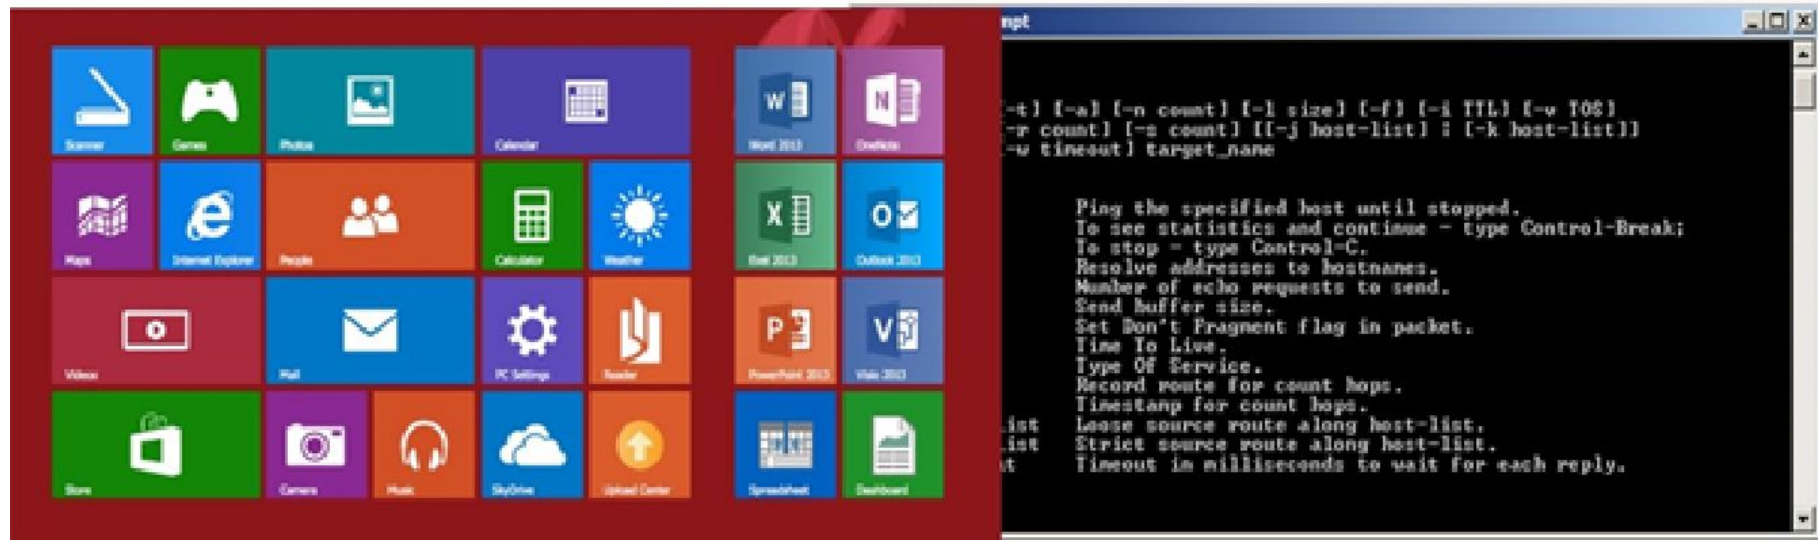 Scanner
Games
Photos
Calendar
Word 2013
OneNote
Maps
Internet Explorer
People
Calculator
Weather
Excel 2013
Outlook 2013
Videos
Mail
PC Settings
Reader
PowerPoint 2013
Visio 2013
Store
Camera
Music
SkyDrive
Upload Center
Spreadsheet
Dashboard
W
N
X
O
P
V
mpt
[-t] [-a] [-n count] [-l size] [-f] [-i TTL] [-v TOS]
[-r count] [-s count] [[-j host-list] | [-k host-list]]
[-w timeout] target_name
Ping the specified host until stopped.
To see statistics and continue - type Control-Break;
To stop - type Control-C.
Resolve addresses to hostnames.
Number of echo requests to send.
Send buffer size.
Set Don't Fragment flag in packet.
Time To Live.
Type Of Service.
Record route for count hops.
Timestamp for count hops.
ist Loose source route along host-list.
ist Strict source route along host-list.
t Timeout in milliseconds to wait for each reply.